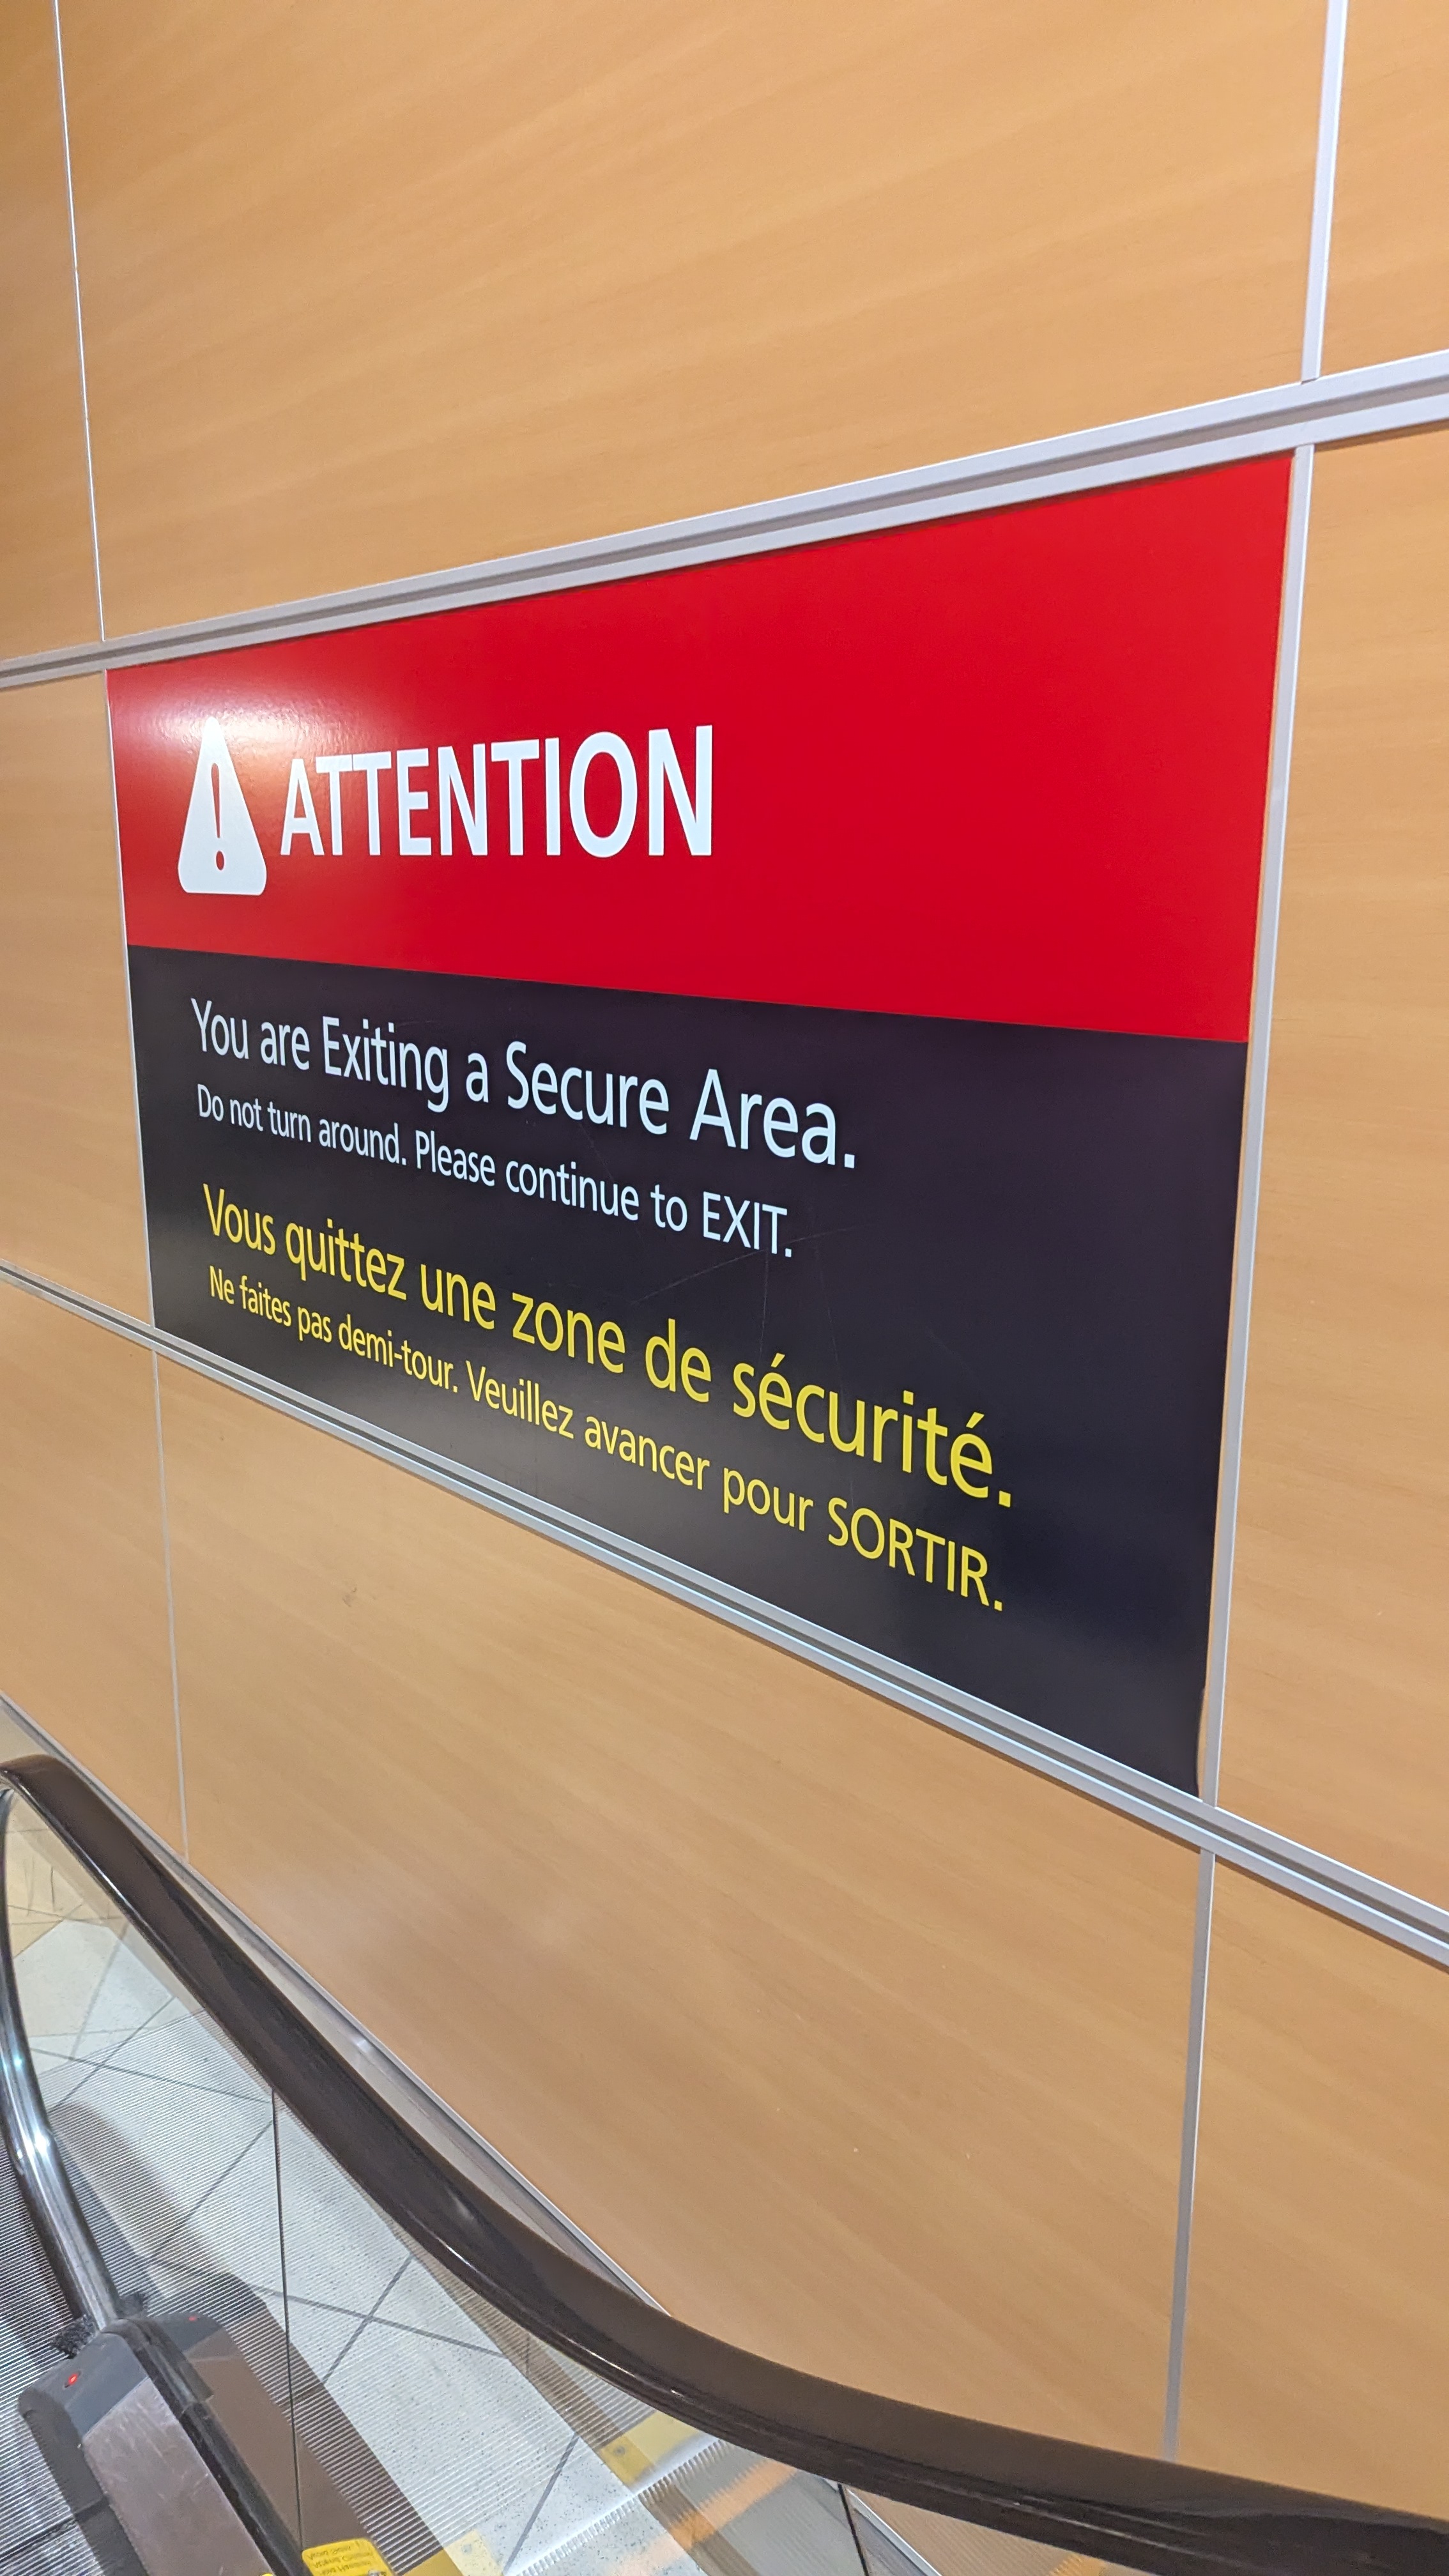 ATTENTION
You are Exiting a Secure Area.
Do not turn around. Please continue to EXIT.
Vous quittez une zone de sécurité.
Ne faites pas demi-tour. Veuillez avancer pour SORTIR.